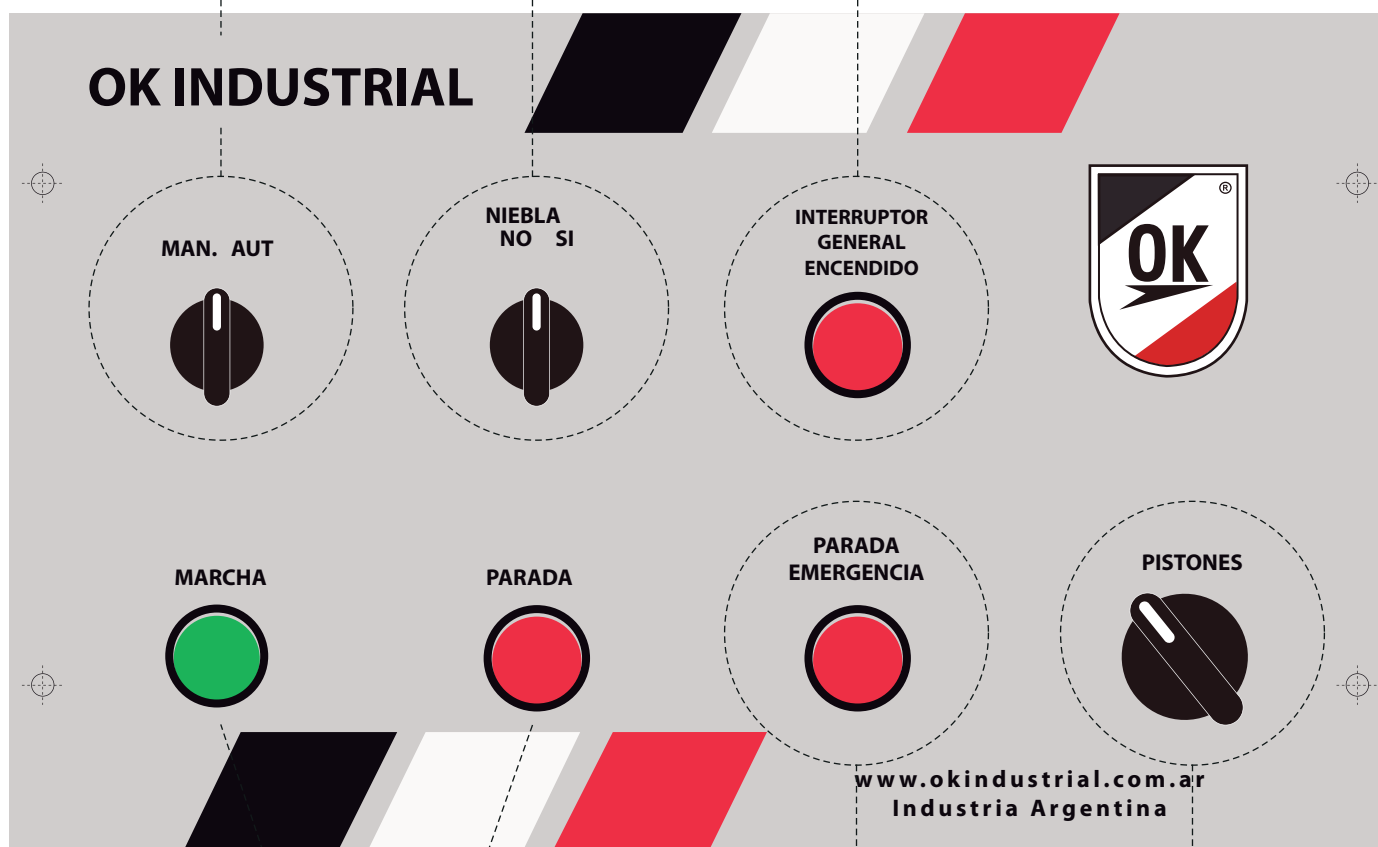 OK INDUSTRIAL
MAN. AUT
NIEBLA
NO SI
INTERRUPTOR
GENERAL
ENCENDIDO
®
OK
MARCHA
PARADA
PARADA
EMERGENCIA
PISTONES
www.okindustrial.com.ar
Industria Argentina